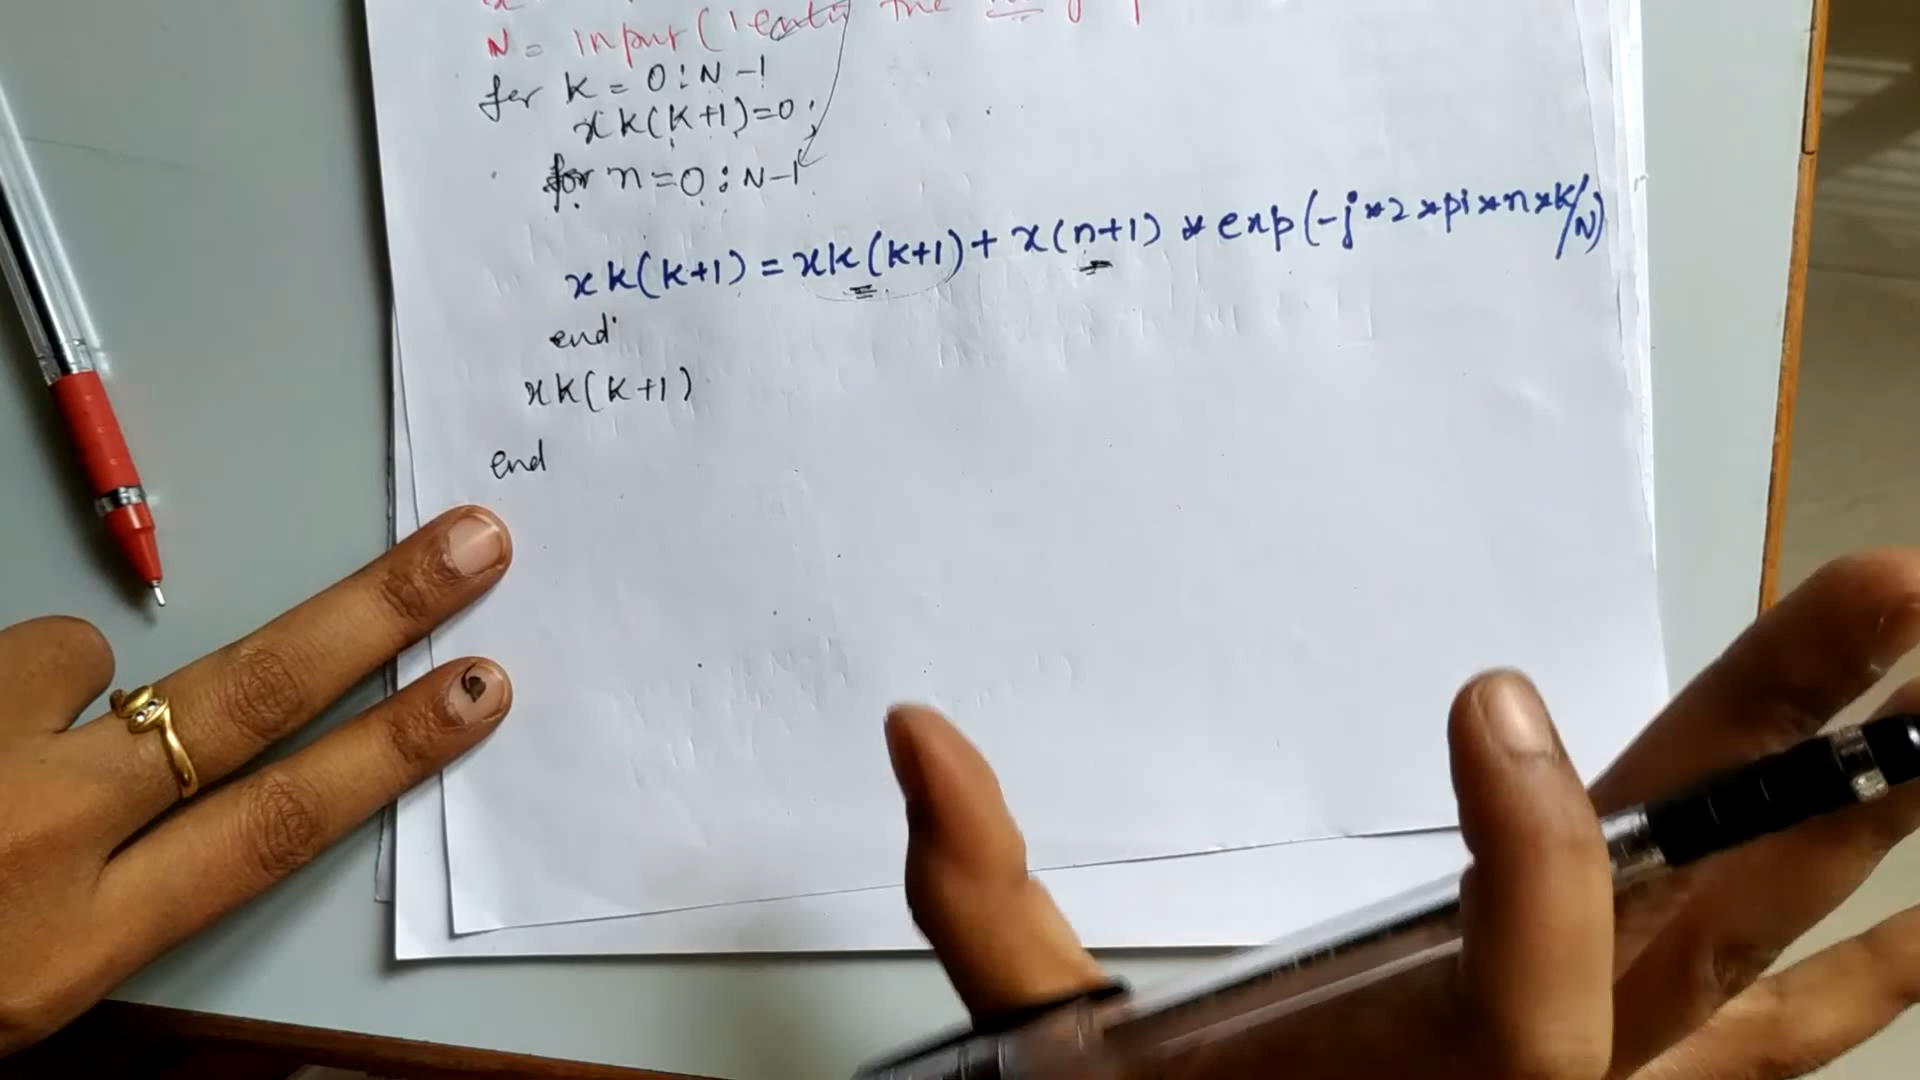 N = input('enter the
for k = 0:N-1
xk(k+1)=0;
for n=0:N-1
xk(k+1) = xk(k+1) + x(n+1) * exp(-j*2*pi*n*k/N)
end
xk(k+1)
end